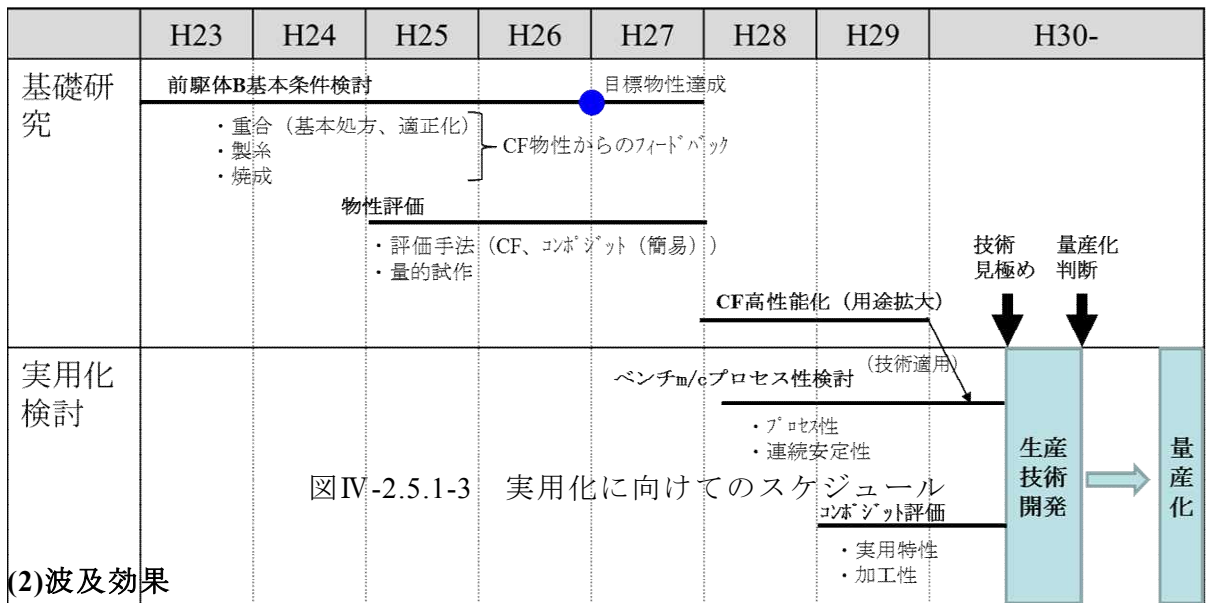 H23 H24 H25 H26 H27 H28 H29 H30-
基礎研究
前駆体B基本条件検討
目標物性達成
・重合（基本処方、適正化）
・製糸
・焼成
CF物性からのﾌｨｰﾄﾞﾊﾞｯｸ
物性評価
・評価手法（CF、ｺﾝﾎﾟｼﾞｯﾄ（簡易））
・量的試作
技術見極め
量産化判断
CF高性能化（用途拡大）
実用化検討
（技術適用）
ベンチm/cプロセス性検討
・ﾌﾟﾛｾｽ性
・連続安定性
生産技術開発
量産化
図Ⅳ-2.5.1-3　実用化に向けてのスケジュール
ｺﾝﾎﾟｼﾞｯﾄ評価
・実用特性
・加工性
(2)波及効果